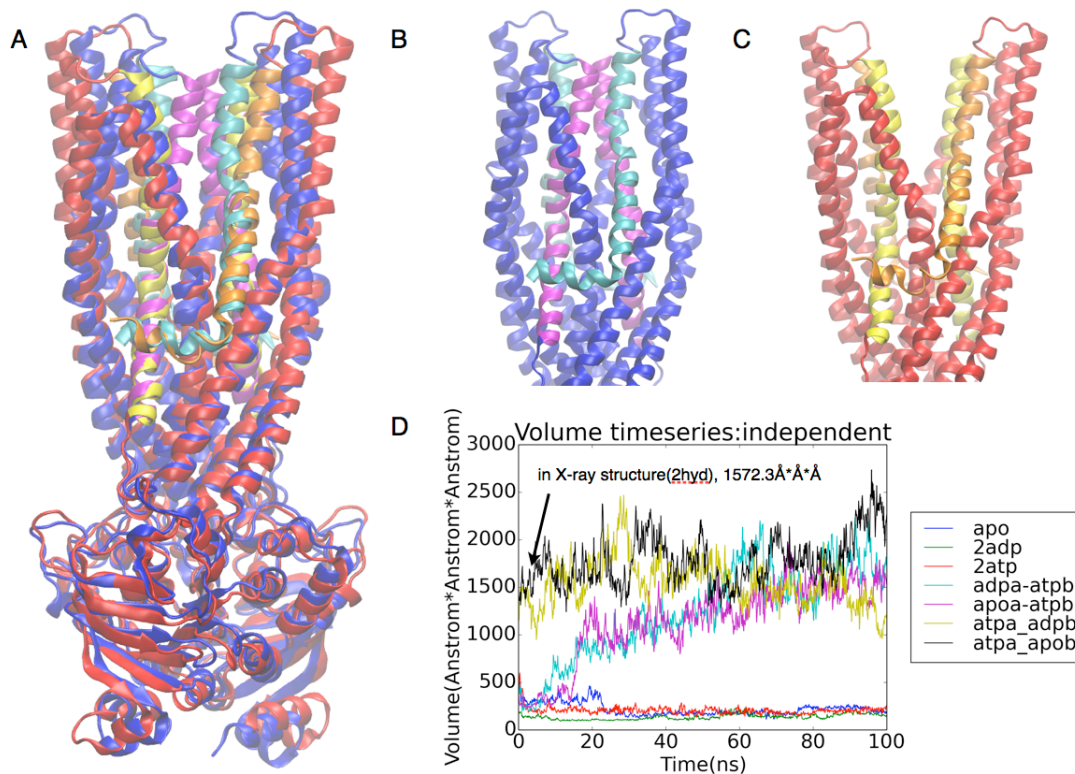 A
B
C
D
Volume timeseries:independent
in X-ray structure(2hyd), 1572.3Å*Å*Å
Volume(Anstrom*Anstrom*Anstrom)
3000
2500
2000
1500
1000
500
0
0
20
40
60
80
100
Time(ns)
apo
2adp
2atp
adpa-atpb
apoa-atpb
atpa_adpb
atpa_apob